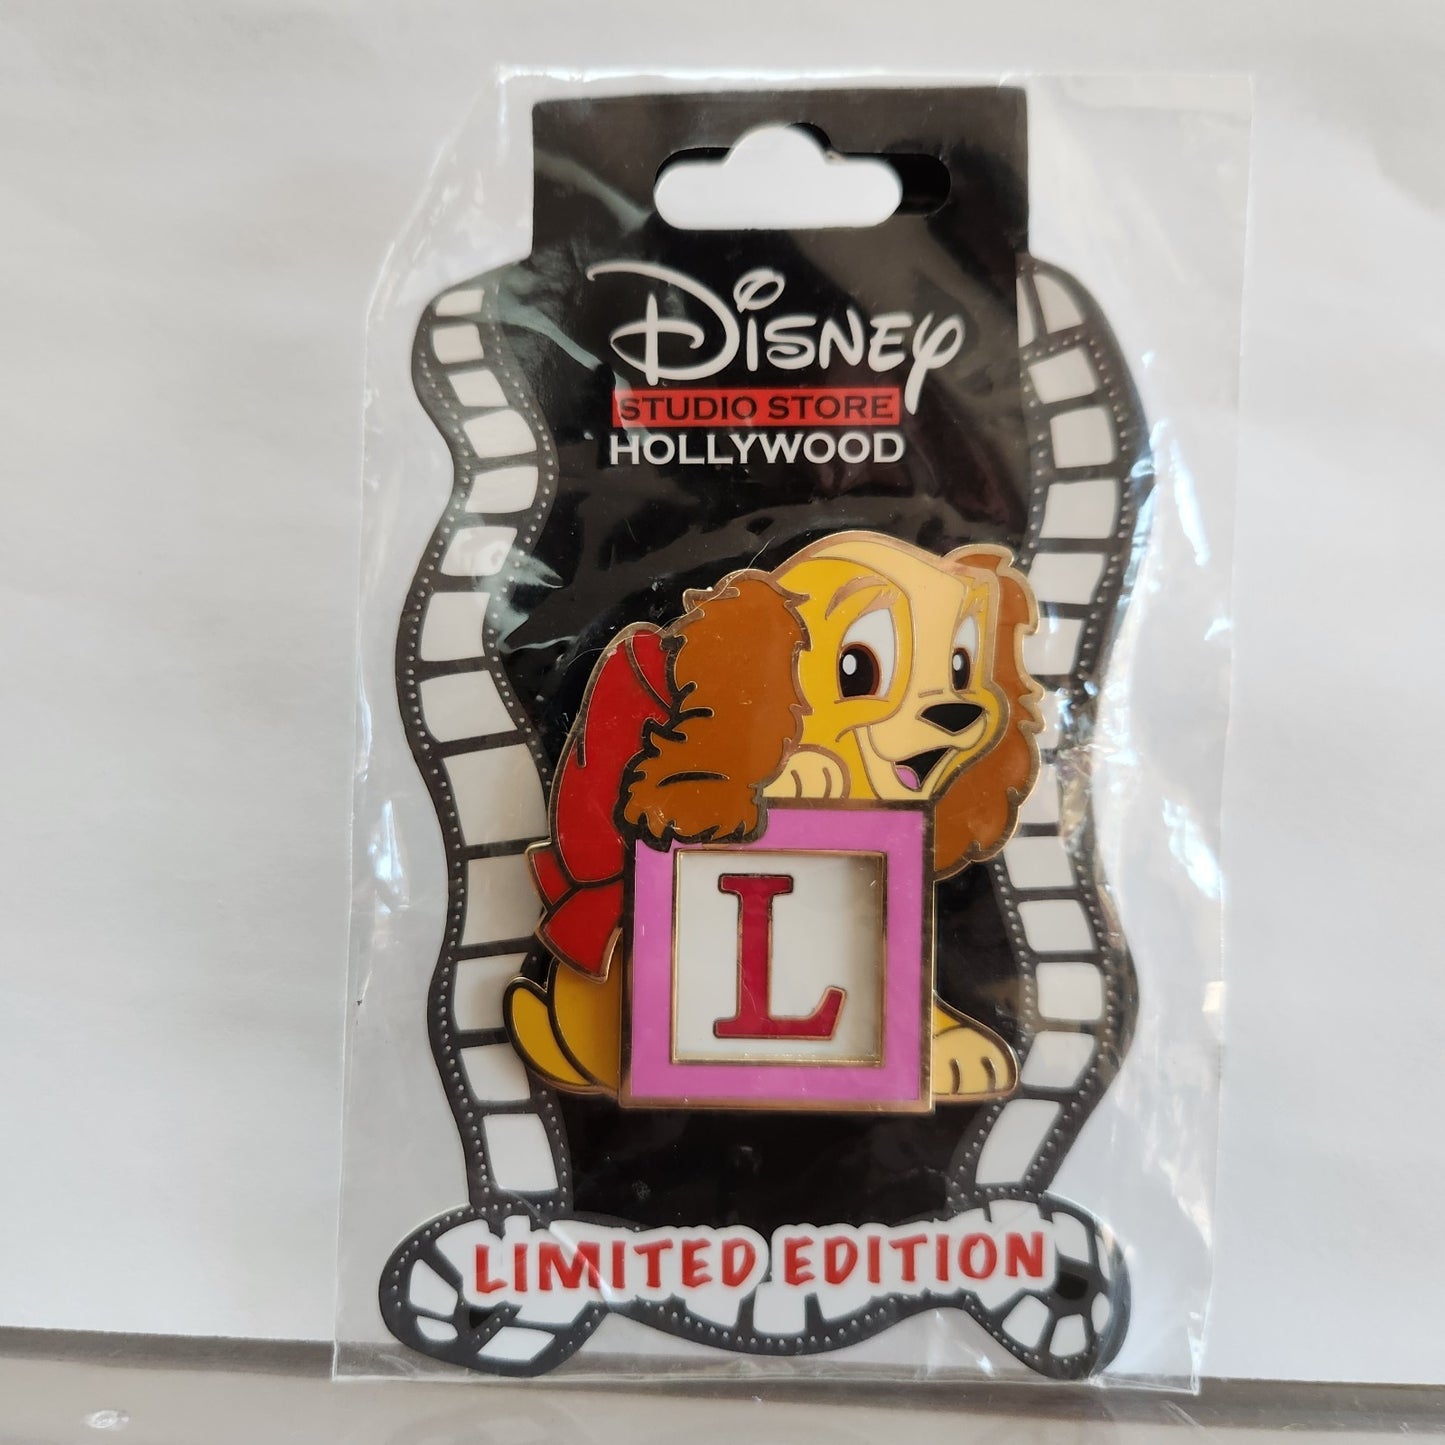 Disney
STUDIO STORE
HOLLYWOOD
L
LIMITED EDITION